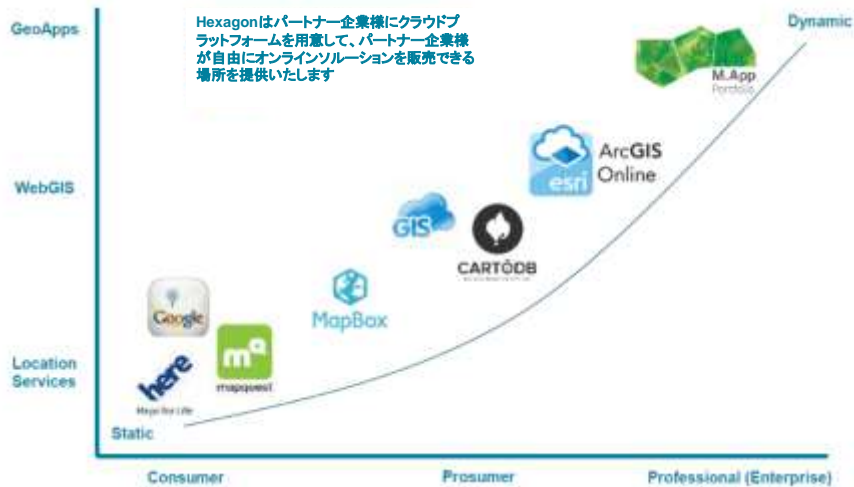 GeoApps
Hexagonはパートナー企業様にクラウドプ
ラットフォームを用意して、パートナー企業様
が自由にオンラインソルーションを販売できる
場所を提供いたします
Dynamic
M.App
Portfolio
ArcGIS
Online
esri
WebGIS
GIS
CARTODB
MapBox
Google
mq
mapquest
Location
Services
here
Maps for Life
Static
Consumer
Prosumer
Professional (Enterprise)